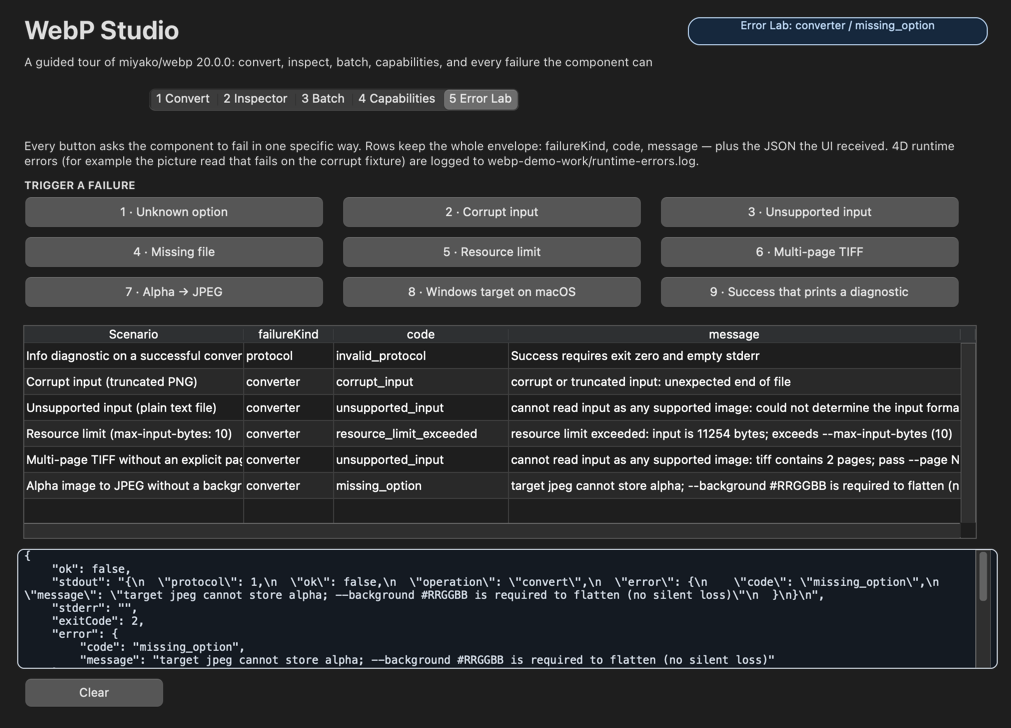 WebP Studio
Error Lab: converter / missing_option
A guided tour of miyako/webp 20.0.0: convert, inspect, batch, capabilities, and every failure the component can
1 Convert 2 Inspector 3 Batch 4 Capabilities 5 Error Lab
Every button asks the component to fail in one specific way. Rows keep the whole envelope: failureKind, code, message — plus the JSON the UI received. 4D runtime
errors (for example the picture read that fails on the corrupt fixture) are logged to webp-demo-work/runtime-errors.log.
TRIGGER A FAILURE
1 · Unknown option 2 · Corrupt input 3 · Unsupported input
4 · Missing file 5 · Resource limit 6 · Multi-page TIFF
7 · Alpha → JPEG 8 · Windows target on macOS 9 · Success that prints a diagnostic
Scenario failureKind code message
Info diagnostic on a successful conver protocol invalid_protocol Success requires exit zero and empty stderr
Corrupt input (truncated PNG) converter corrupt_input corrupt or truncated input: unexpected end of file
Unsupported input (plain text file) converter unsupported_input cannot read input as any supported image: could not determine the input forma
Resource limit (max-input-bytes: 10) converter resource_limit_exceeded resource limit exceeded: input is 11254 bytes; exceeds --max-input-bytes (10)
Multi-page TIFF without an explicit pag converter unsupported_input cannot read input as any supported image: tiff contains 2 pages; pass --page N
Alpha image to JPEG without a backgr converter missing_option target jpeg cannot store alpha; --background #RRGGBB is required to flatten (n
{
"ok": false,
"stdout": "{\n  \"protocol\": 1,\n  \"ok\": false,\n  \"operation\": \"convert\",\n  \"error\": {\n    \"code\": \"missing_option\",\n
\"message\": \"target jpeg cannot store alpha; --background #RRGGBB is required to flatten (no silent loss)\"\n  }\n}\n",
"stderr": "",
"exitCode": 2,
"error": {
"code": "missing_option",
"message": "target jpeg cannot store alpha; --background #RRGGBB is required to flatten (no silent loss)"
Clear